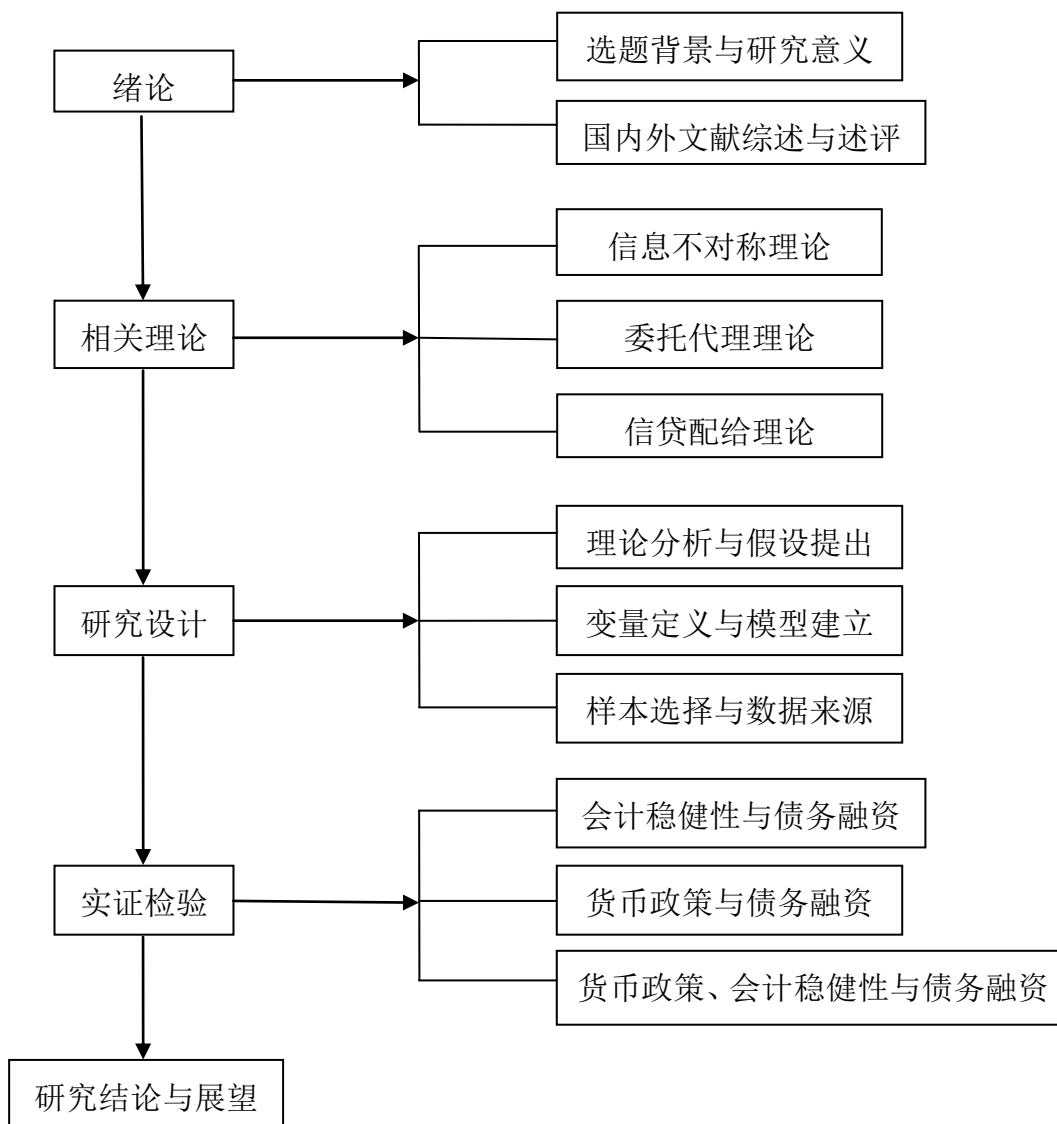 绪论
选题背景与研究意义
国内外文献综述与述评
相关理论
信息不对称理论
委托代理理论
信贷配给理论
研究设计
理论分析与假设提出
变量定义与模型建立
样本选择与数据来源
实证检验
会计稳健性与债务融资
货币政策与债务融资
货币政策、会计稳健性与债务融资
研究结论与展望